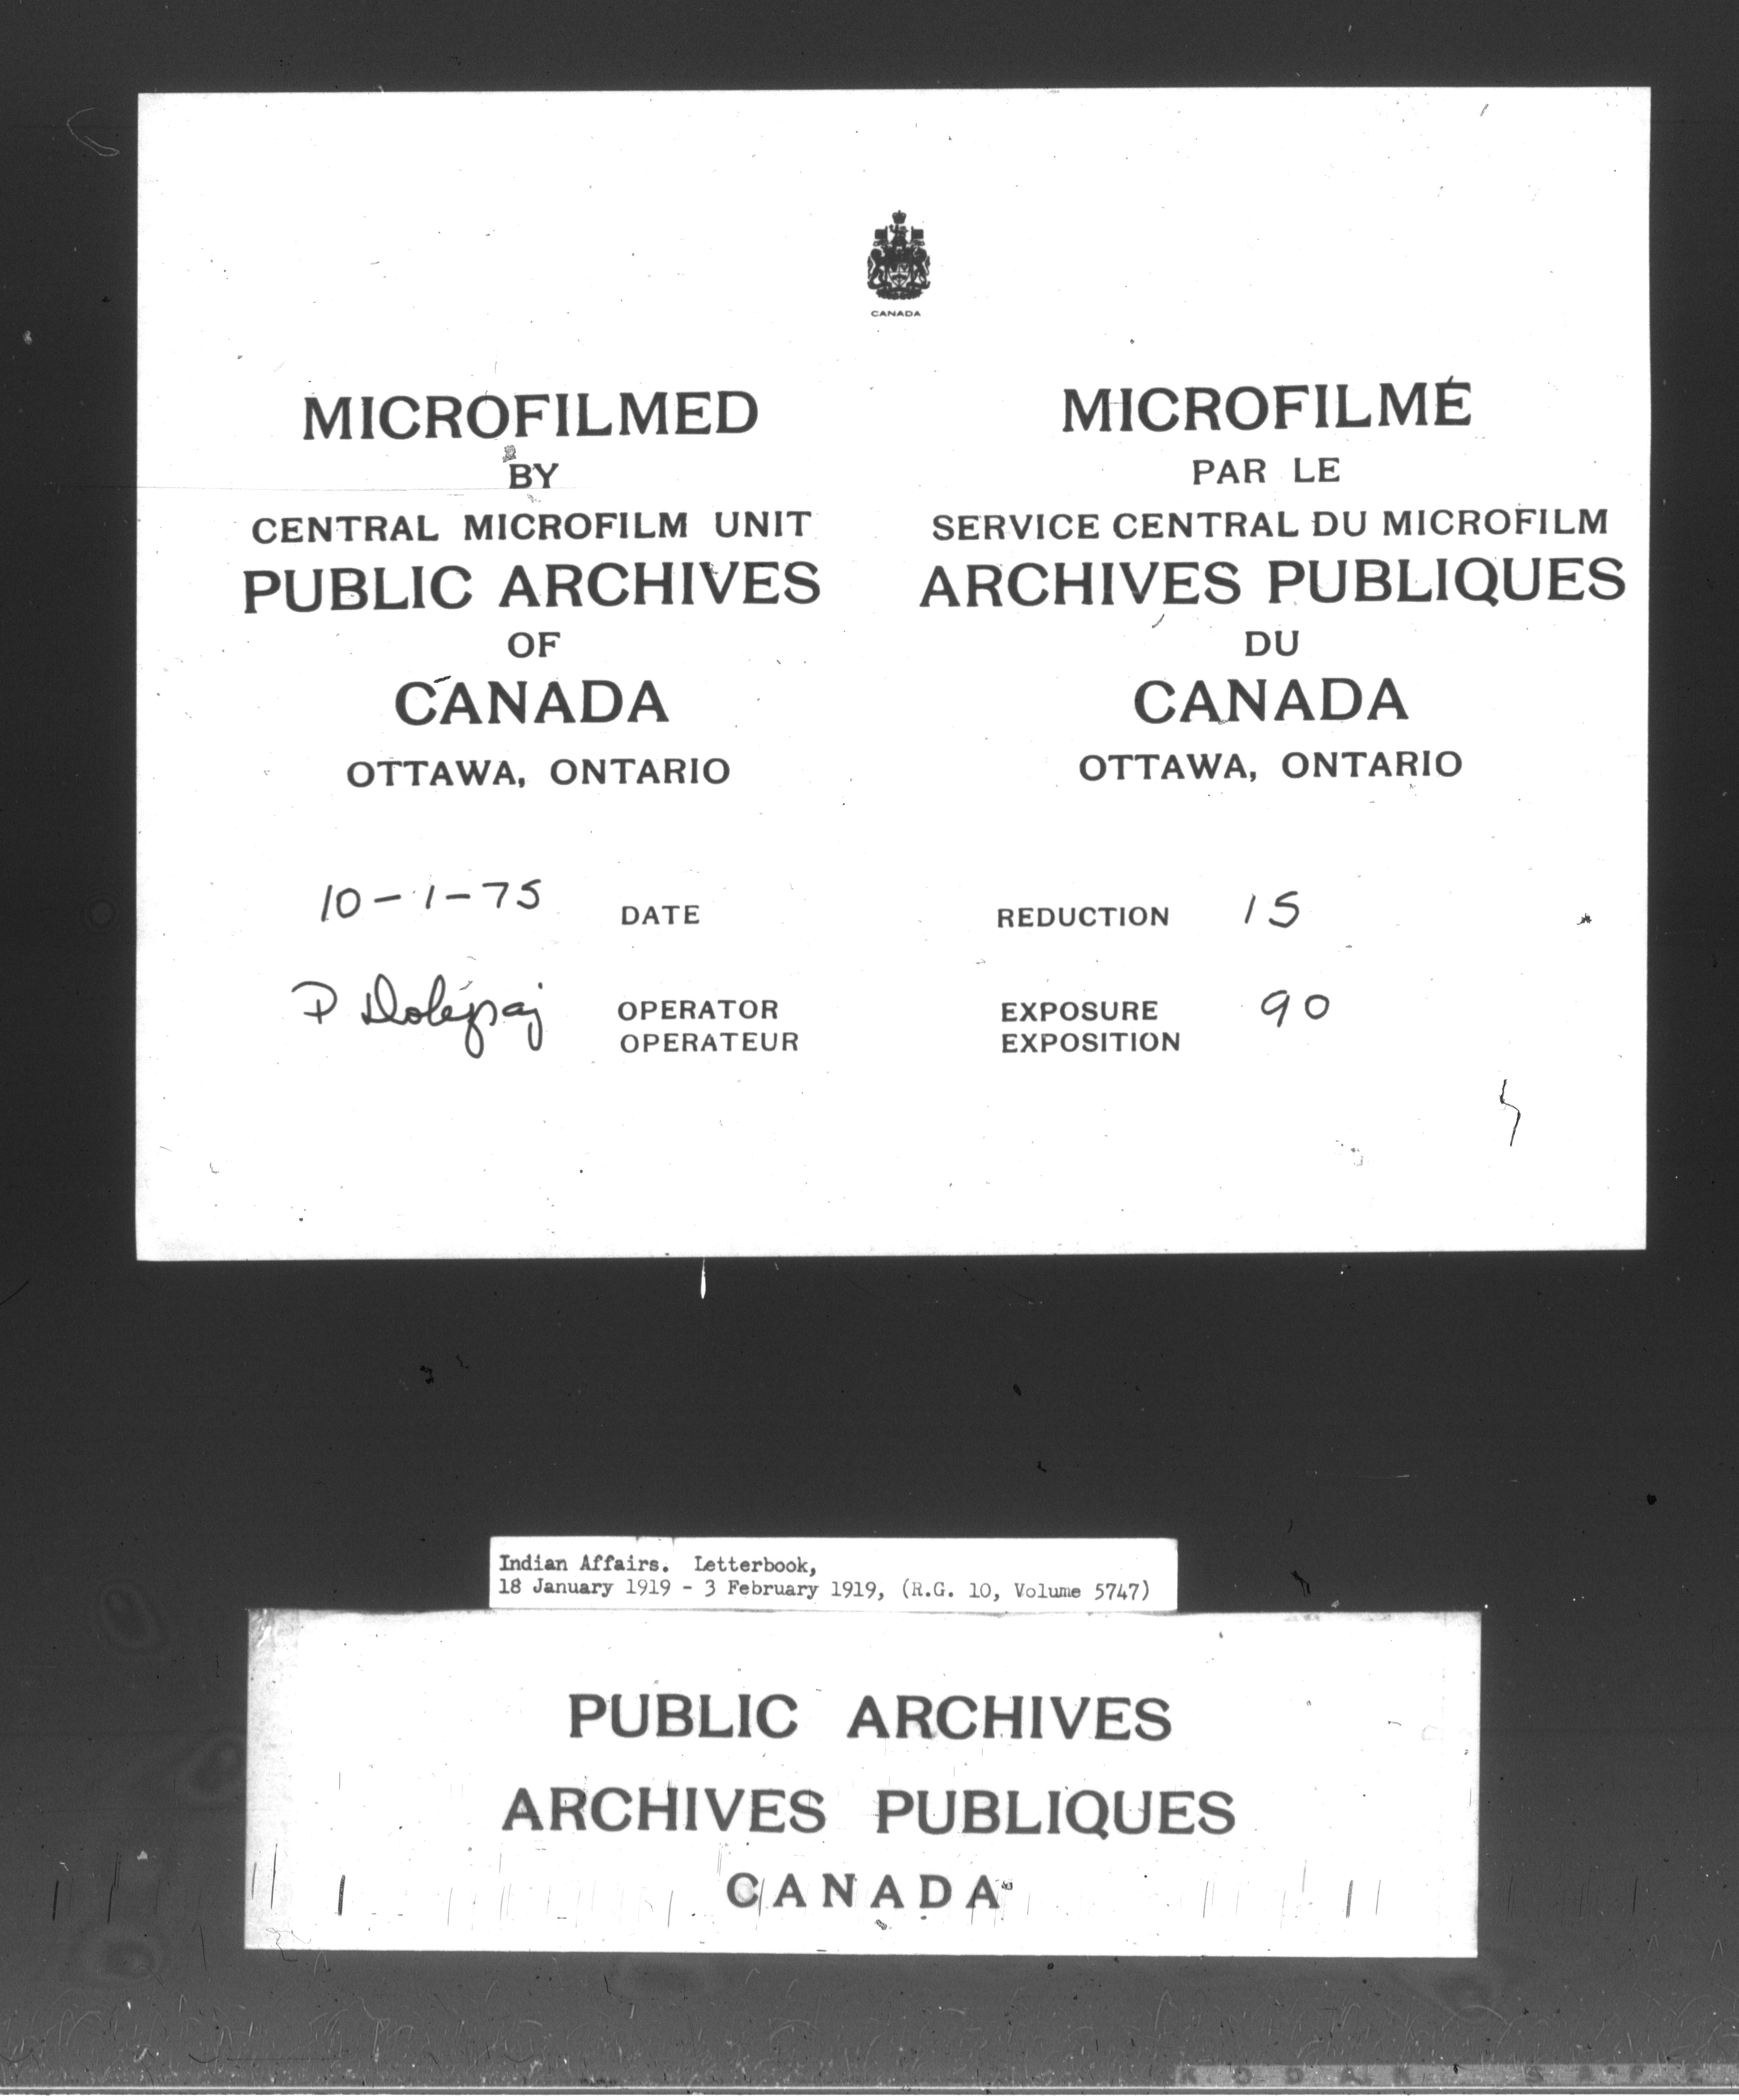 CANADA
MICROFILMED
BY
CENTRAL MICROFILM UNIT
PUBLIC ARCHIVES
OF
CANADA
OTTAWA, ONTARIO
MICROFILMÉ
PAR LE
SERVICE CENTRAL DU MICROFILM
ARCHIVES PUBLIQUES
DU
CANADA
OTTAWA, ONTARIO
10-1-75 DATE
P OPERATOR
OPERATEUR
REDUCTION 15
EXPOSURE 90
EXPOSITION
Indian Affairs. Letterbook,
18 January 1919 - 3 February 1919, (R.G. 10, Volume 5747)
PUBLIC ARCHIVES
ARCHIVES PUBLIQUES
CANADA